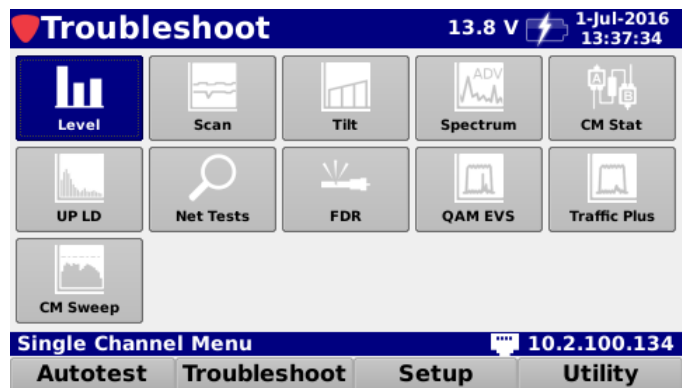 Troubleshoot 13.8 V 1-Jul-2016
13:37:34
ADV
A
B
Level Scan Tilt Spectrum CM Stat
UP LD Net Tests FDR QAM EVS Traffic Plus
CM Sweep
Single Channel Menu 10.2.100.134
Autotest Troubleshoot Setup Utility